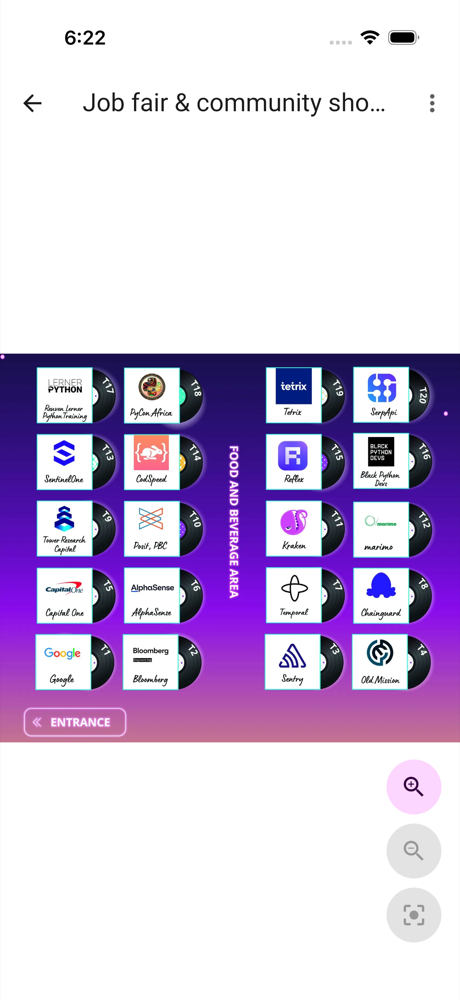 6:22
Job fair & community sho...
LERNER
PYTHON
Reuven Lerner
Python Training
T17
PyCon Africa
T18
tetrix
Tetrix
T19
SerpApi
T20
SentinelOne
T13
CodSpeed
T14
Reflex
T15
BLACK
PYTHON
DEVS
Black Python
Devs
T16
Tower Research
Capital
T9
Posit, PBC
T10
Kraken
T11
marimo
marimo
T12
Capital One
Capital One
T5
AlphaSense
AlphaSense
T6
Temporal
T7
Chainguard
T8
Google
Google
T1
Bloomberg
Bloomberg
T2
Sentry
T3
Old Mission
T4
FOOD AND BEVERAGE AREA
ENTRANCE